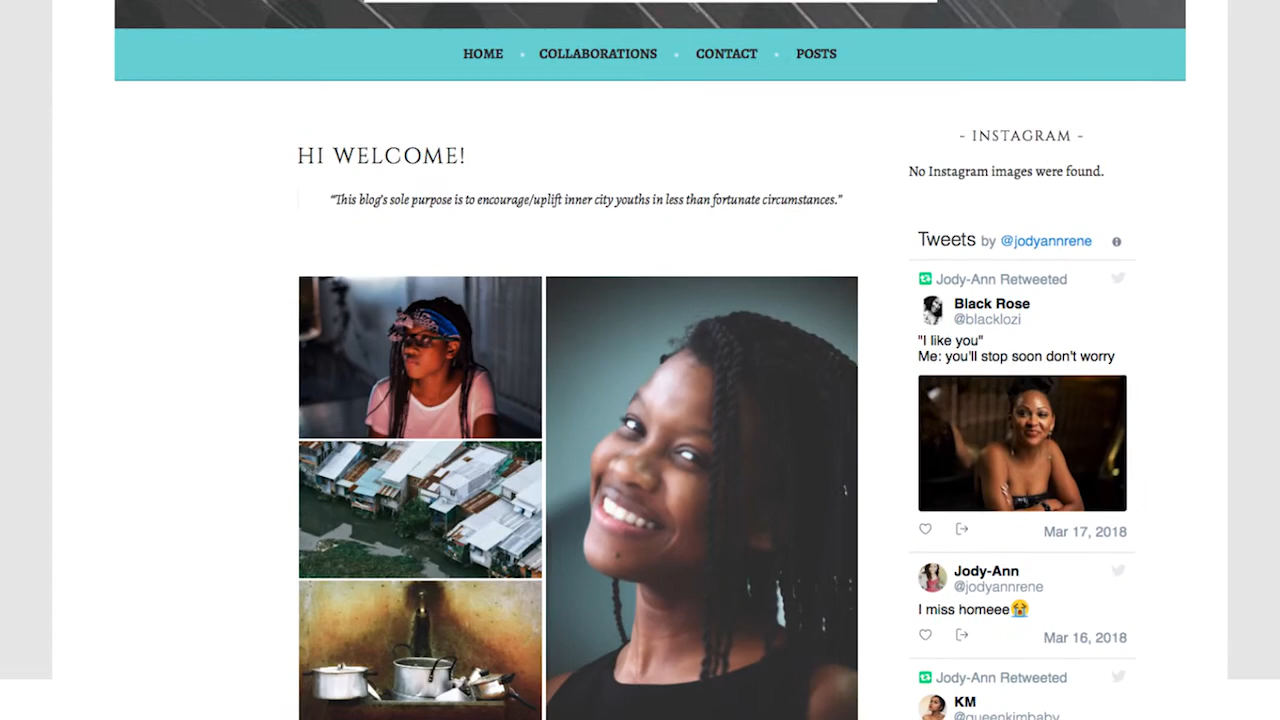 HOME • COLLABORATIONS • CONTACT • POSTS
HI WELCOME!
"This blog's sole purpose is to encourage/uplift inner city youths in less than fortunate circumstances."
- INSTAGRAM -
No Instagram images were found.
Tweets by @jodyannrene
Jody-Ann Retweeted
Black Rose
@blacklozi
"I like you"
Me: you'll stop soon don't worry
Mar 17, 2018
Jody-Ann
@jodyannrene
I miss homeee😭
Mar 16, 2018
Jody-Ann Retweeted
KM
@queenkimbaby